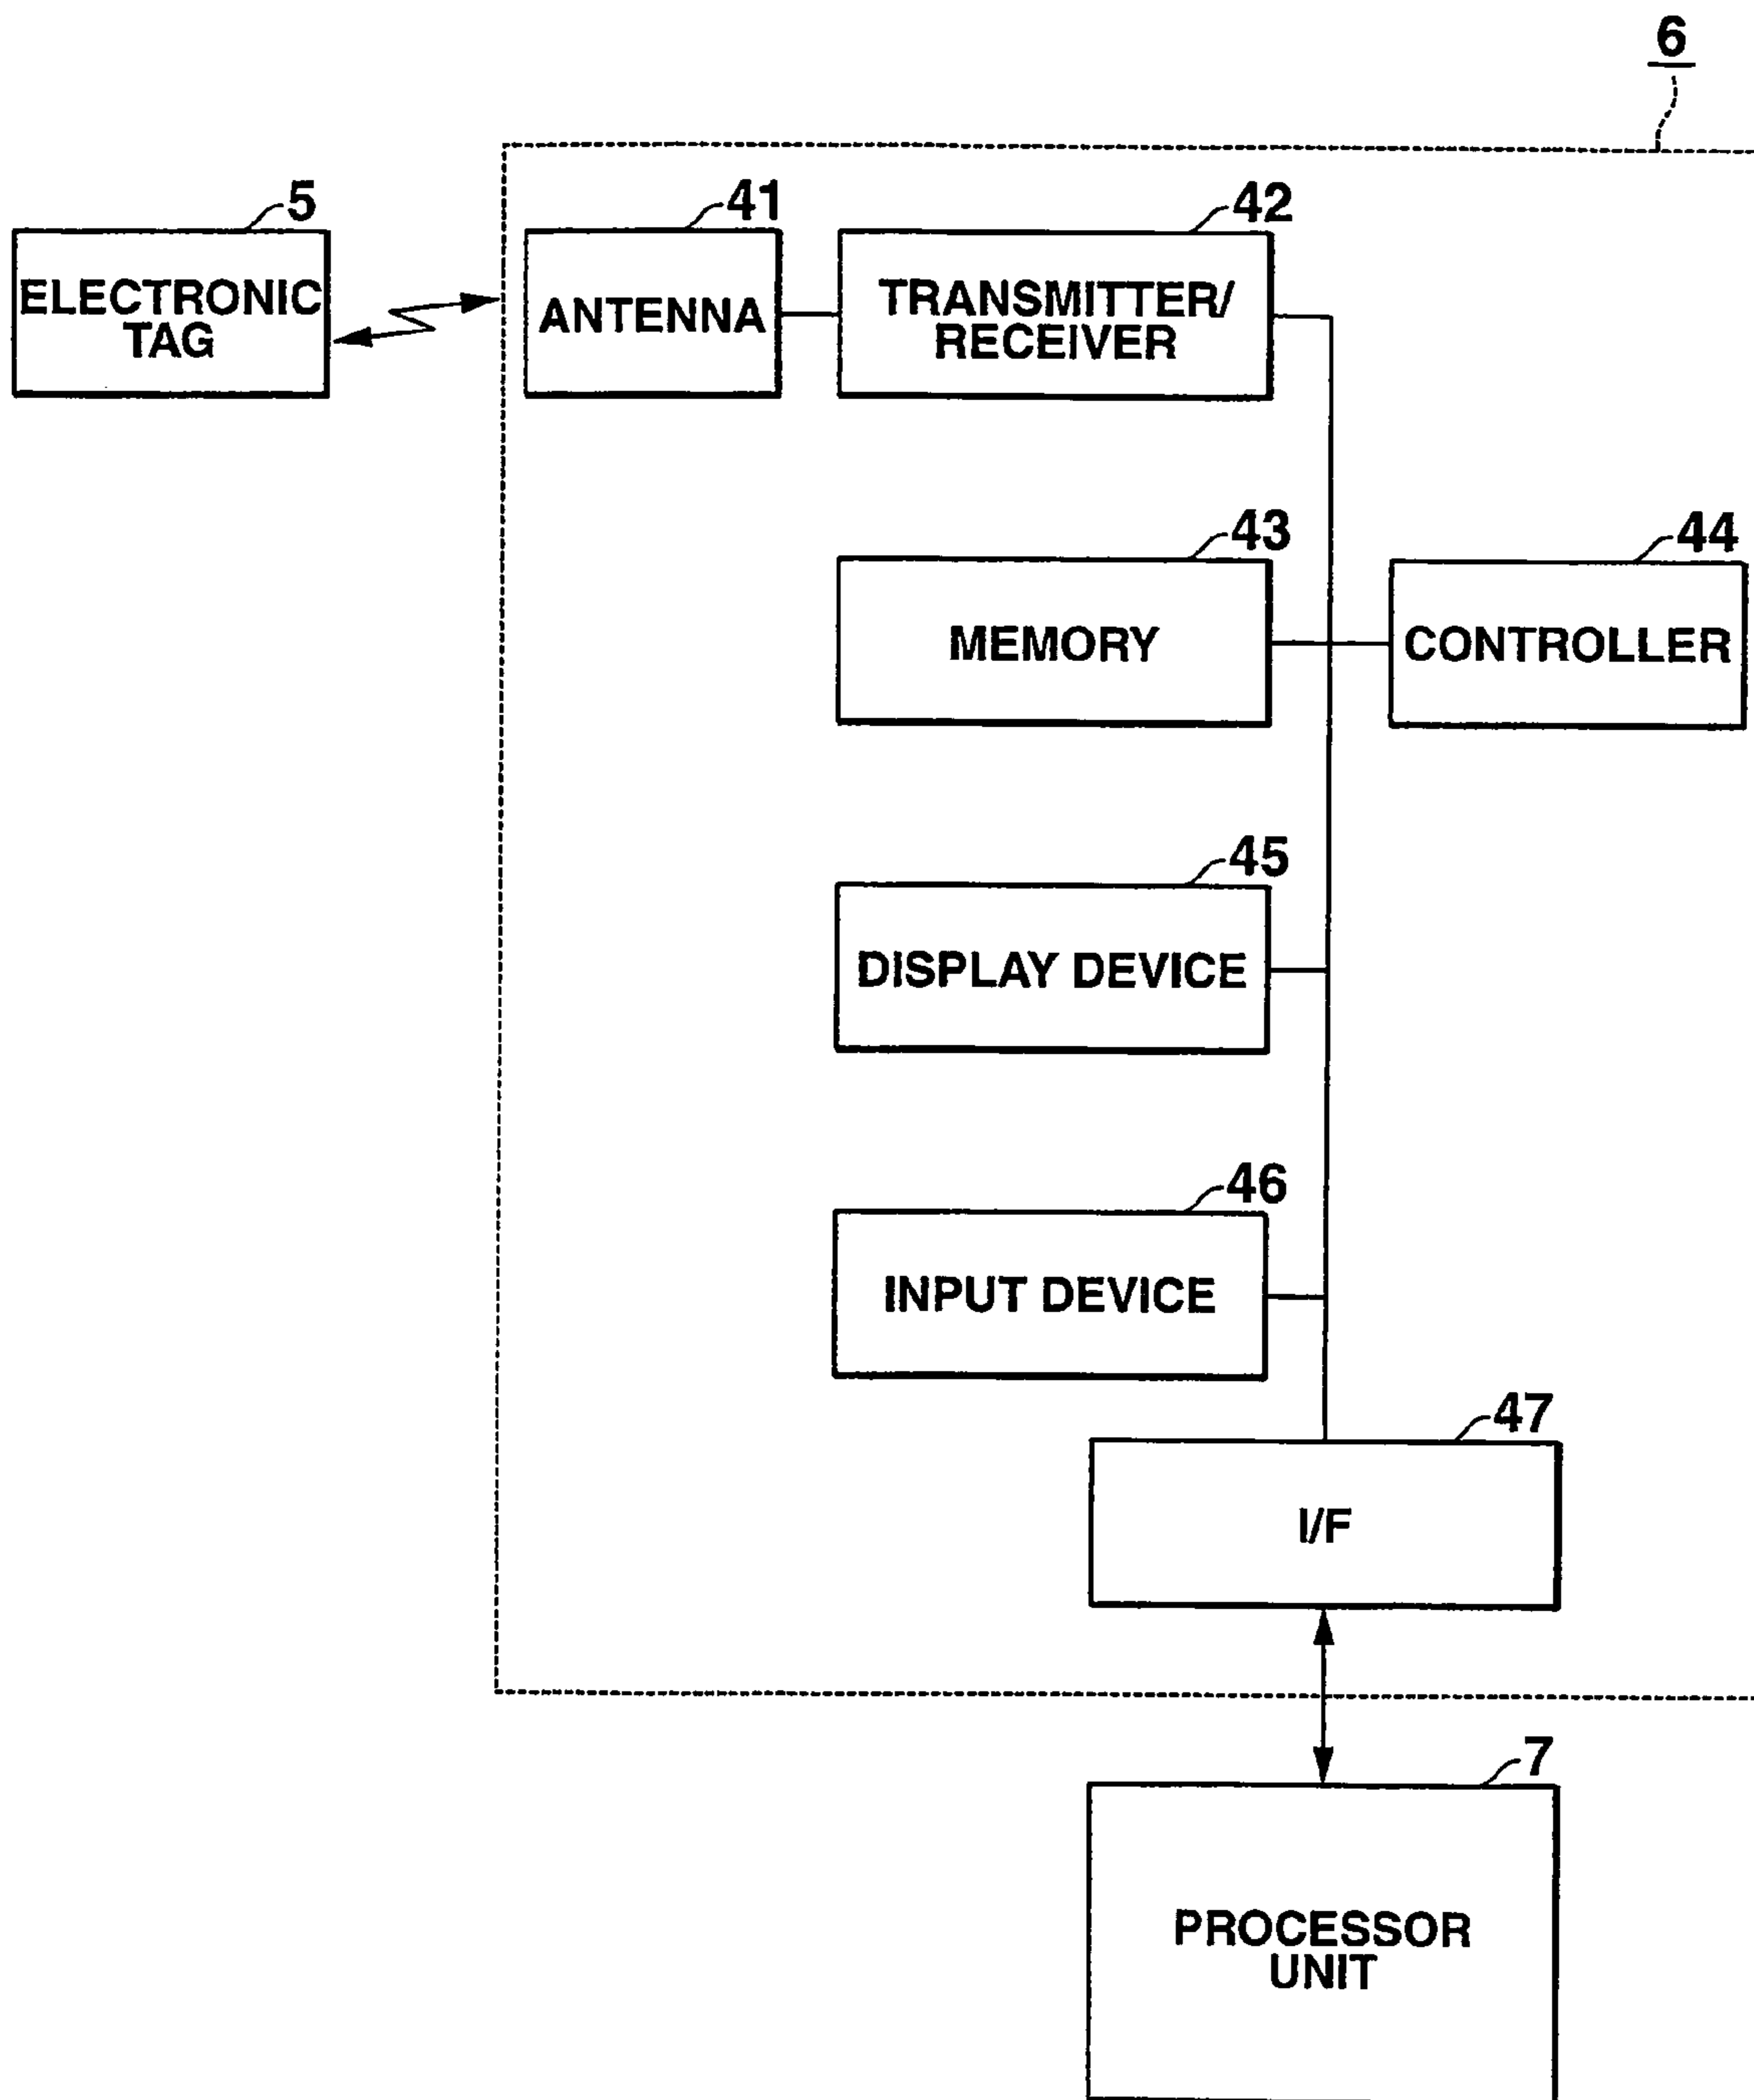 6
5
41
42
ELECTRONIC
TAG
ANTENNA
TRANSMITTER/
RECEIVER
43
44
MEMORY
CONTROLLER
45
DISPLAY DEVICE
46
INPUT DEVICE
47
I/F
7
PROCESSOR
UNIT